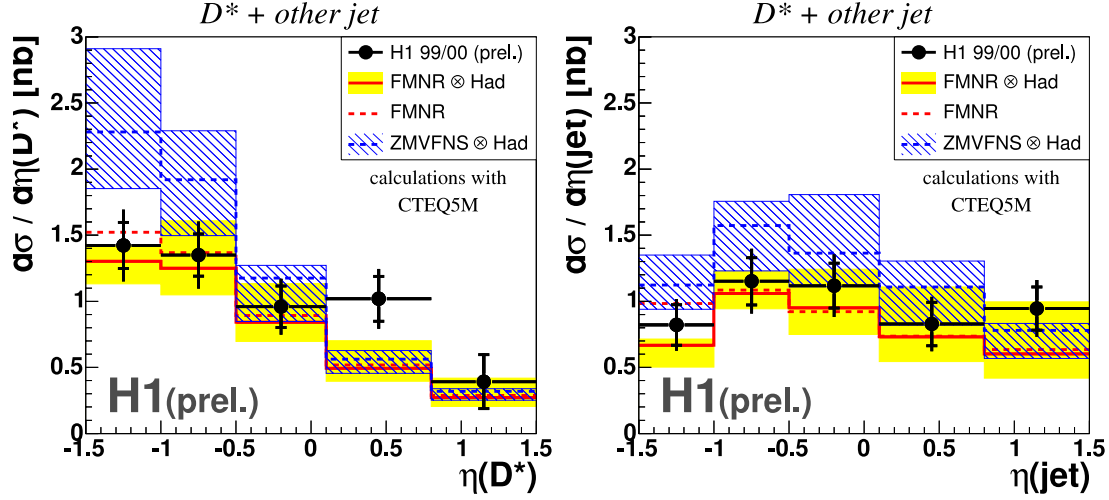 D* + other jet
dσ / dη(D*) [nb]
3
2.5
2
1.5
1
0.5
0
H1 99/00 (prel.)
FMNR ⊗ Had
FMNR
ZMVFNS ⊗ Had
calculations with
CTEQ5M
H1(prel.)
-1.5 -1 -0.5 0 0.5 1 1.5
η(D*)
D* + other jet
dσ / dη(jet) [nb]
3
2.5
2
1.5
1
0.5
0
H1 99/00 (prel.)
FMNR ⊗ Had
FMNR
ZMVFNS ⊗ Had
calculations with
CTEQ5M
H1(prel.)
-1.5 -1 -0.5 0 0.5 1 1.5
η(jet)